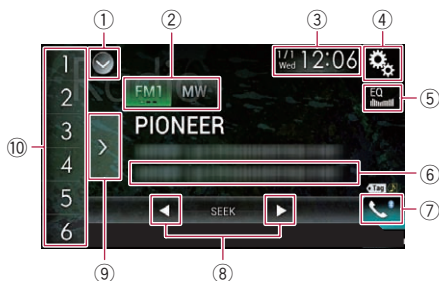 ① ② ③ ④
1
2
3
4
5
6
1/1
Wed 12:06
FM1 MW
EQ
⑤
PIONEER
⑩
⑥
Tag
SEEK
⑦
⑨ ⑧